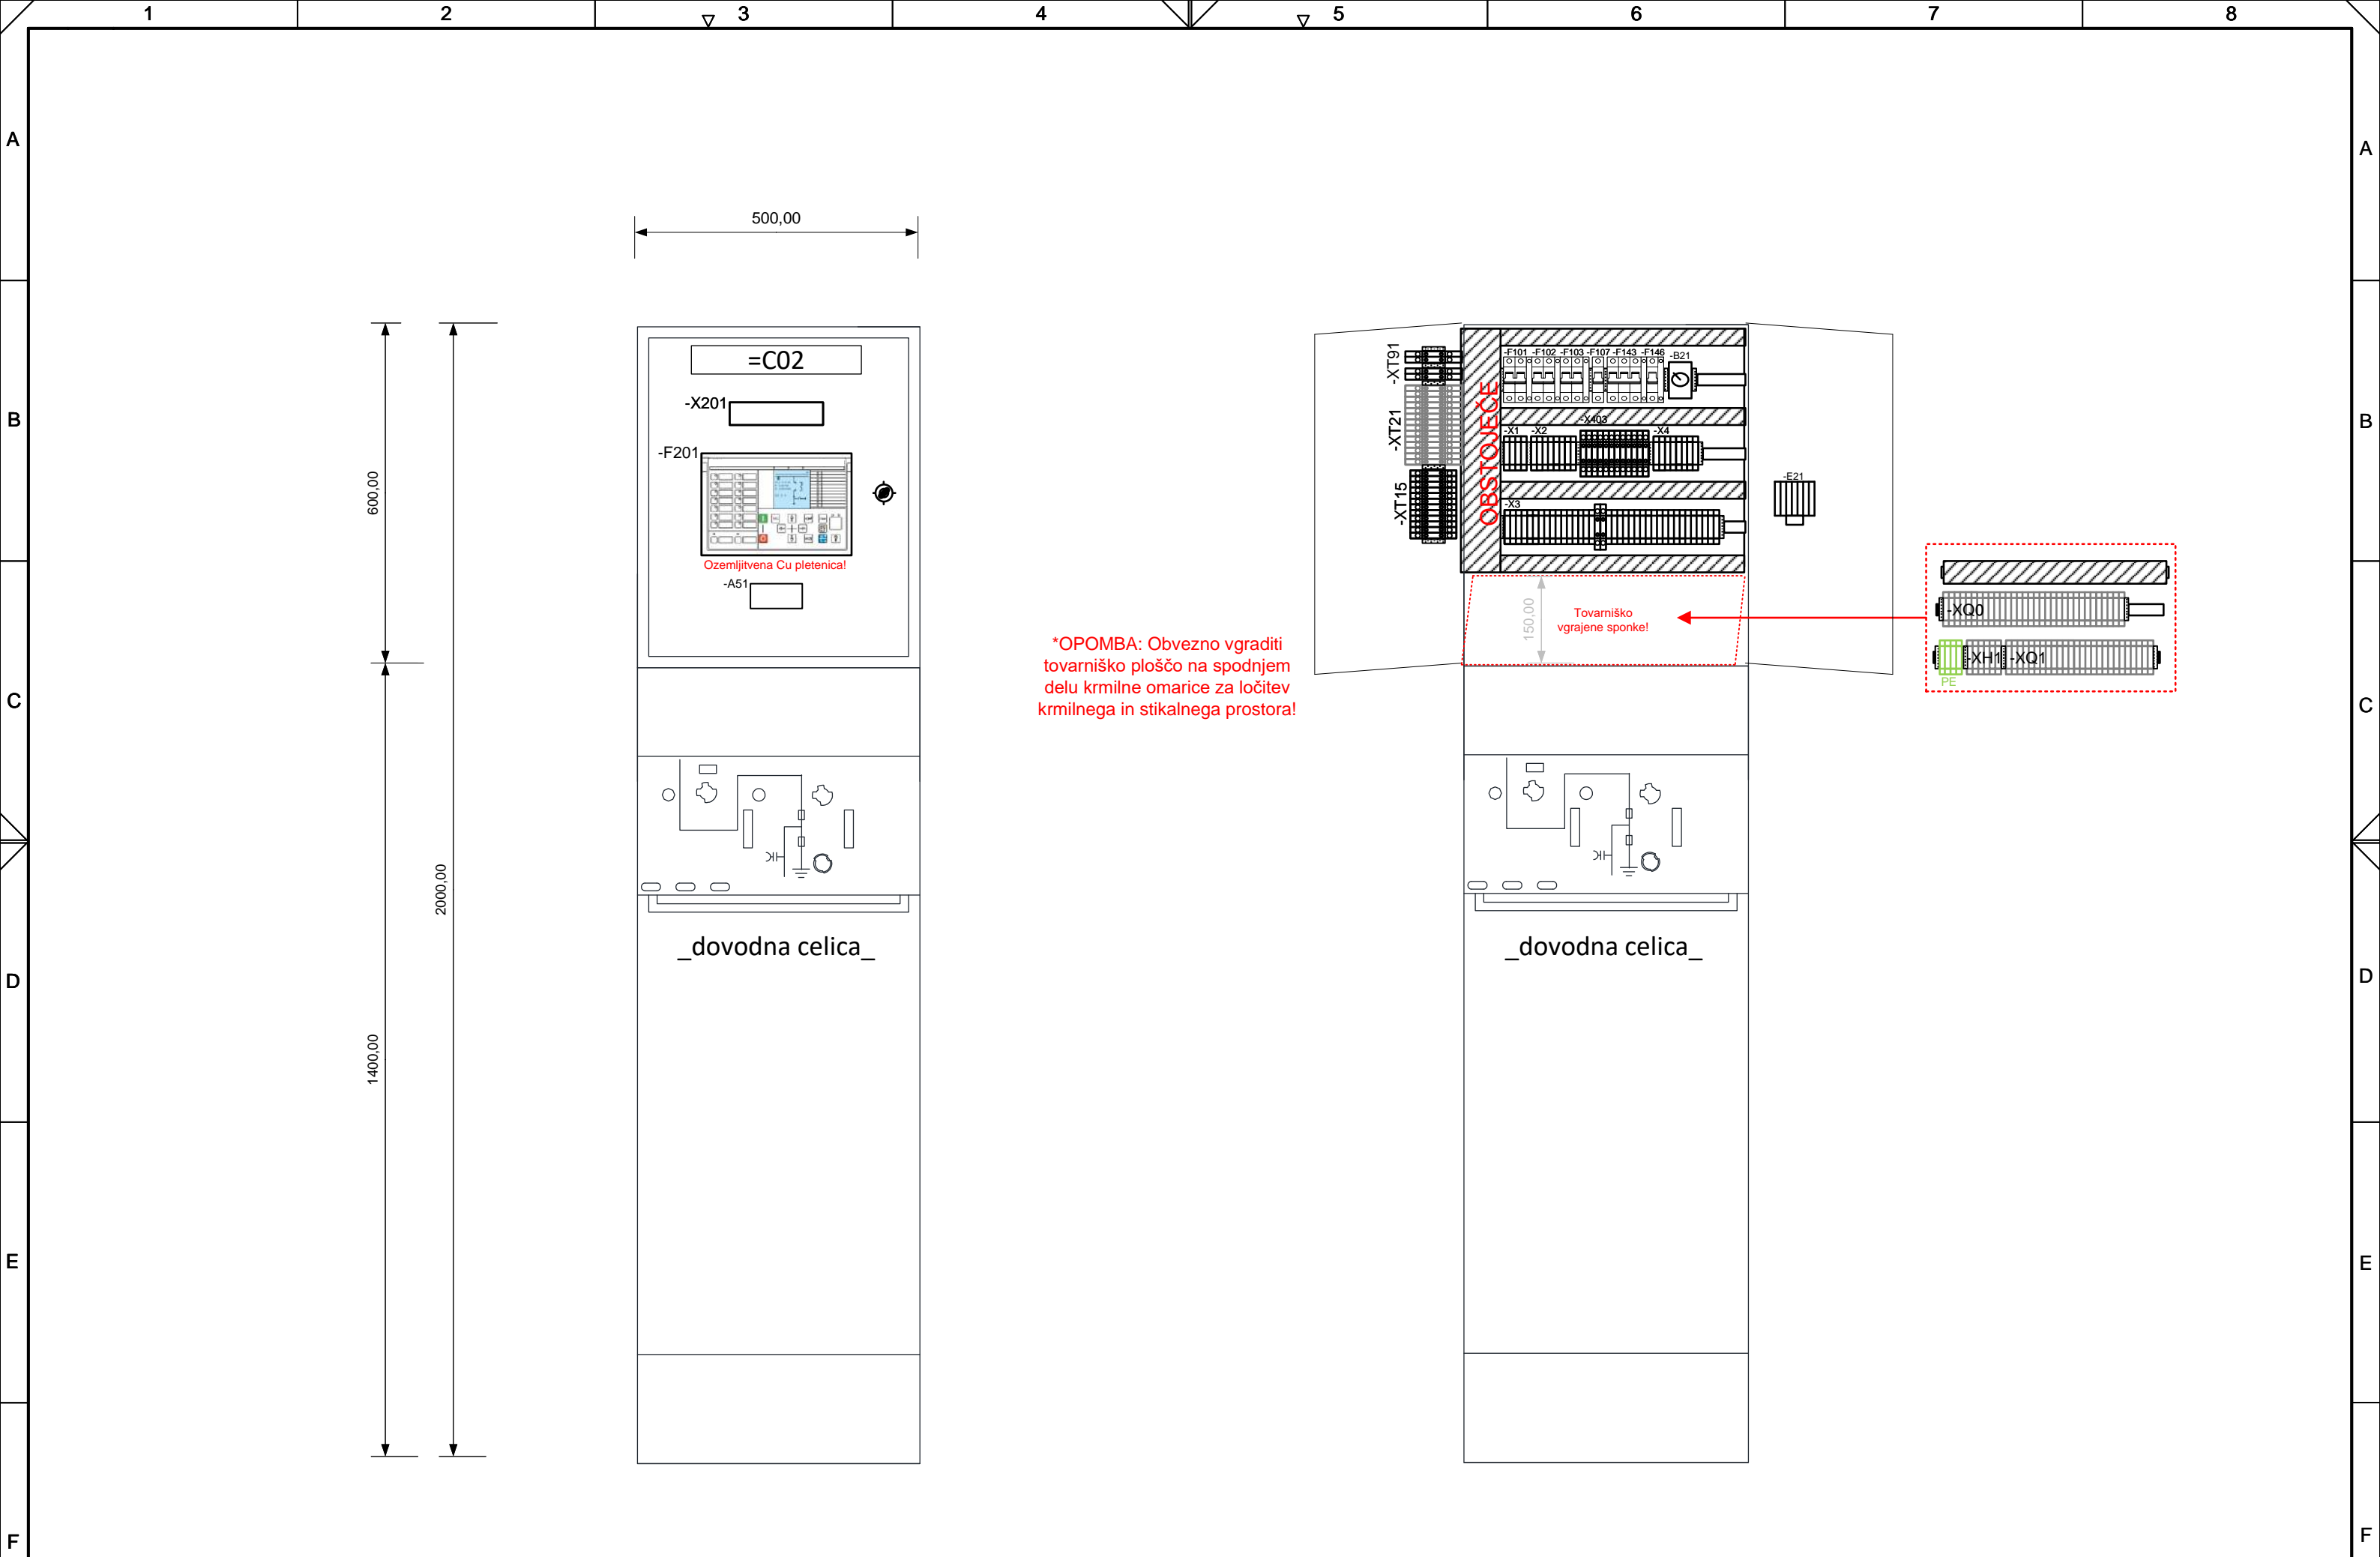 1 2 3 4 5 6 7 8
A A
500,00
=C02
-X201
-F201
Ozemljitvena Cu pletenica!
-A51
600,00
2000,00
1400,00
B B
-XT91
-XT21
-XT15
OBSTOJEČE
-F101 -F102 -F103 -F107 -F143 -F146
-B21
-X403
-X1 -X2 -X4
-X3
-E21
150,00
Tovarniško
vgrajene sponke!
-XQ0
-XH1 -XQ1
PE
*OPOMBA: Obvezno vgraditi
tovarniško ploščo na spodnjem
delu krmilne omarice za ločitev
krmilnega in stikalnega prostora!
C C
_dovodna celica_ _dovodna celica_
D D
E E
F F